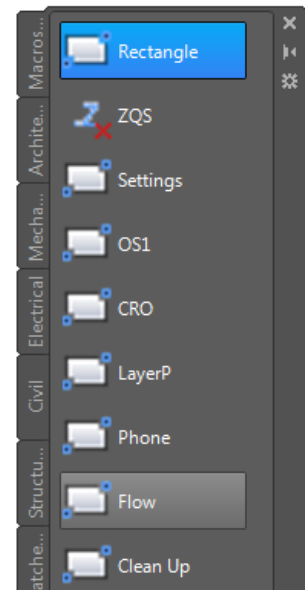 Macros...
Archite...
Mecha...
Electrical
Civil
Structu...
atche...
Rectangle
ZQS
Settings
OS1
CRO
LayerP
Phone
Flow
Clean Up